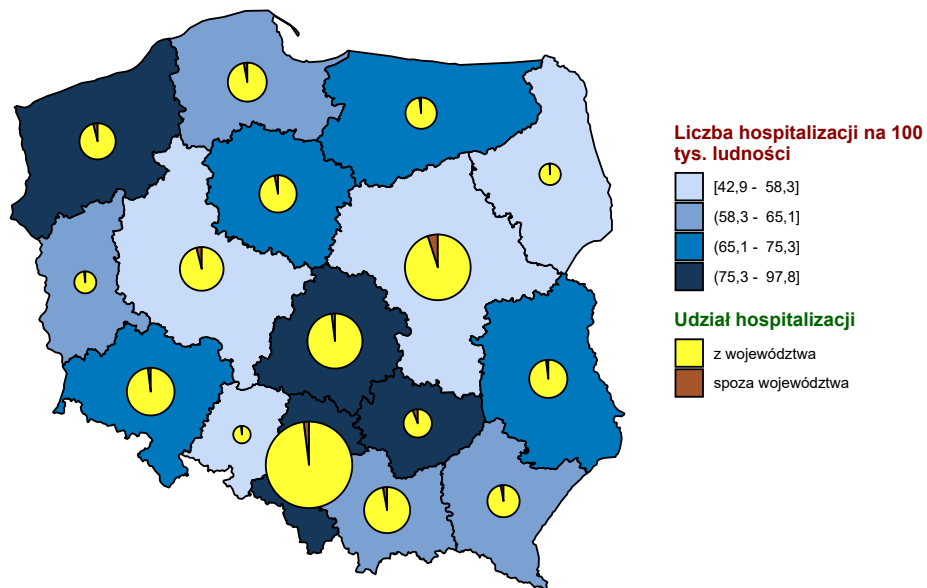 Liczba hospitalizacji na 100
tys. ludności
[42,9 - 58,3]
(58,3 - 65,1]
(65,1 - 75,3]
(75,3 - 97,8]
Udział hospitalizacji
z województwa
spoza województwa